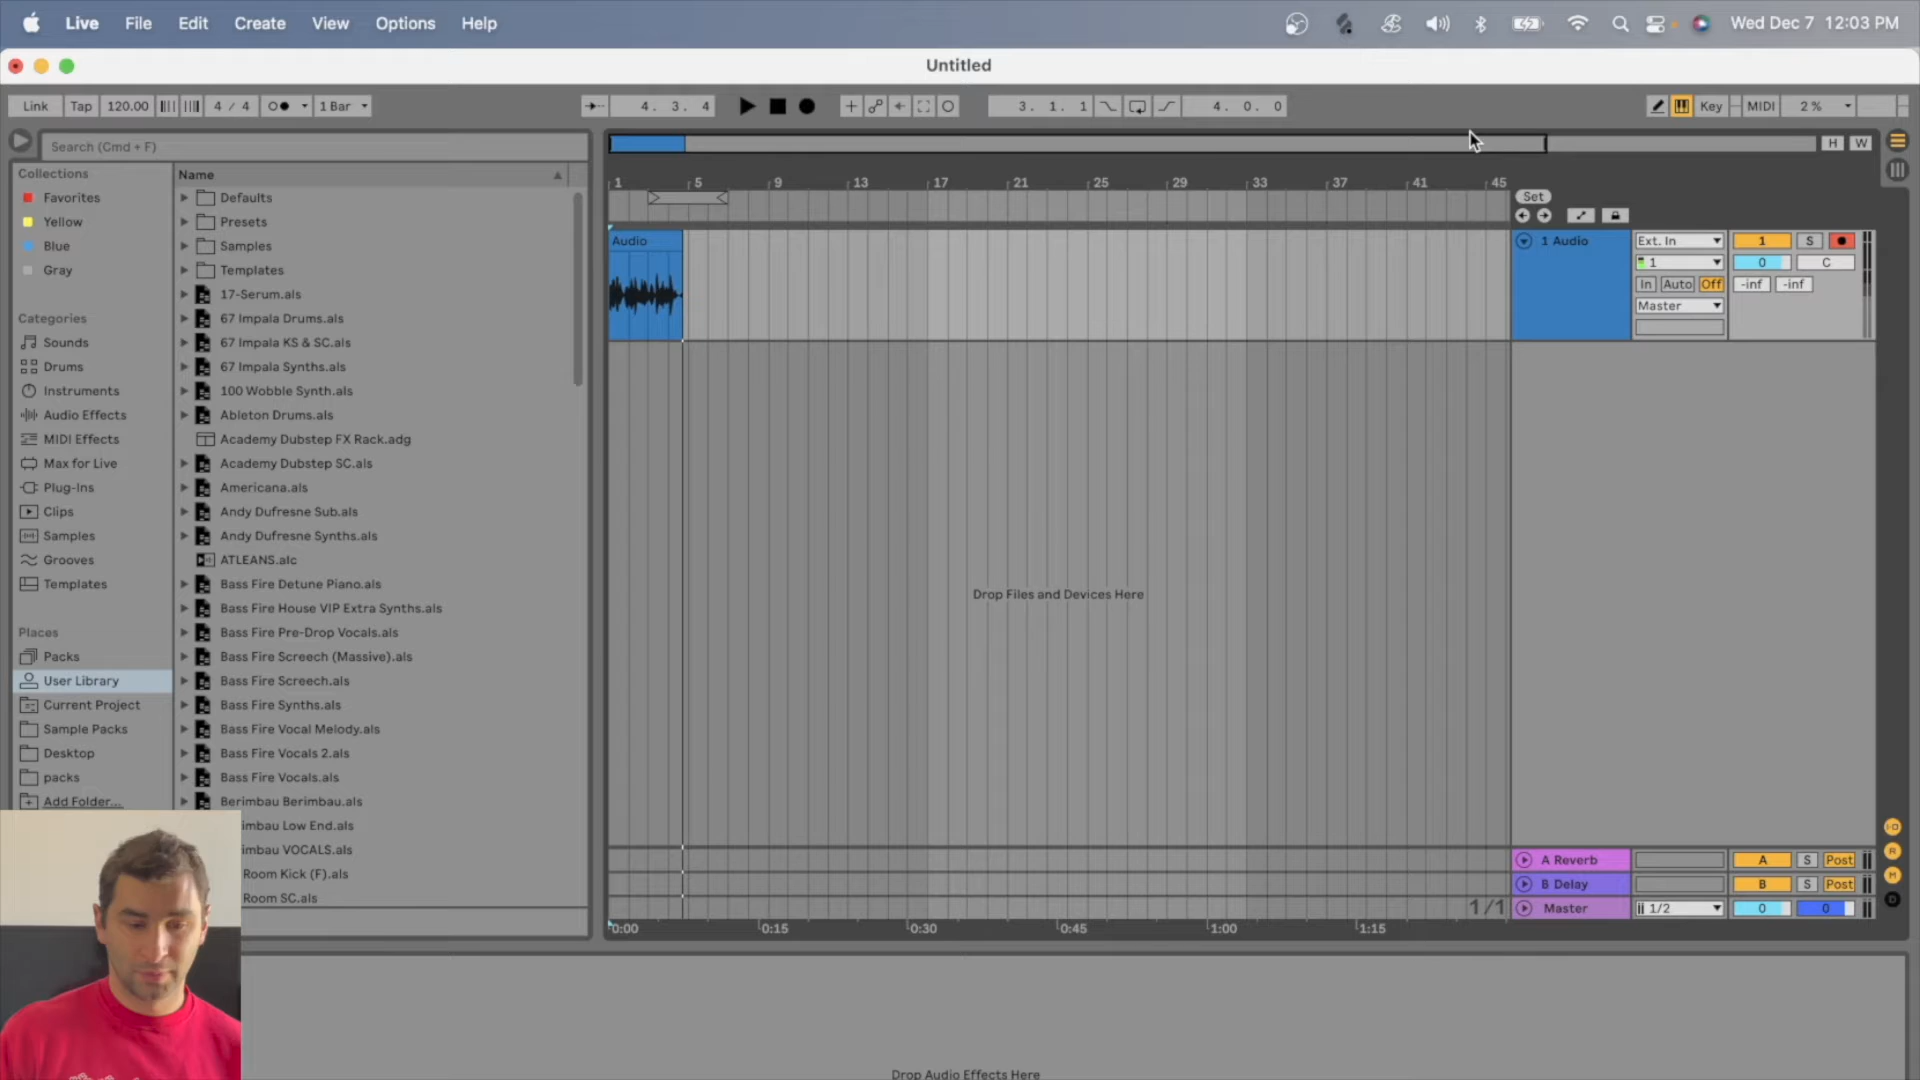 Live File Edit Create View Options Help Wed Dec 7 12:03 PM
Untitled
Link Tap 120.00 4 / 4 1 Bar 4. 3. 4 3. 1. 1 4. 0. 0 Key MIDI 2 %
Search (Cmd + F) H W
Collections
Favorites
Yellow
Blue
Gray
Categories
Sounds
Drums
Instruments
Audio Effects
MIDI Effects
Max for Live
Plug-Ins
Clips
Samples
Grooves
Templates
Places
Packs
User Library
Current Project
Sample Packs
Desktop
packs
Add Folder...
Name
Defaults
Presets
Samples
Templates
17-Serum.als
67 Impala Drums.als
67 Impala KS & SC.als
67 Impala Synths.als
100 Wobble Synth.als
Ableton Drums.als
Academy Dubstep FX Rack.adg
Academy Dubstep SC.als
Americana.als
Andy Dufresne Sub.als
Andy Dufresne Synths.als
ATLEANS.alc
Bass Fire Detune Piano.als
Bass Fire House VIP Extra Synths.als
Bass Fire Pre-Drop Vocals.als
Bass Fire Screech (Massive).als
Bass Fire Screech.als
Bass Fire Synths.als
Bass Fire Vocal Melody.als
Bass Fire Vocals 2.als
Bass Fire Vocals.als
Berimbau Berimbau.als
imbau Low End.als
imbau VOCALS.als
Room Kick (F).als
Room SC.als
1 5 9 13 17 21 25 29 33 37 41 45
Set
Audio
1 Audio Ext. In 1 S
1 0 C
In Auto Off -inf -inf
Master
Drop Files and Devices Here
A Reverb A S Post
B Delay B S Post
1/1 Master 1/2 0 0
0:00 0:15 0:30 0:45 1:00 1:15
Drop Audio Effects Here